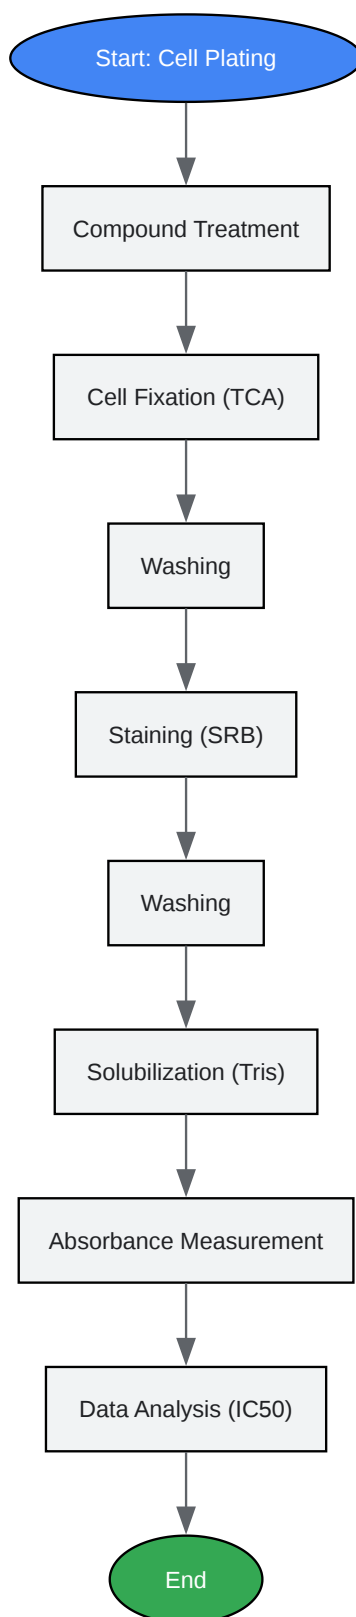 Start: Cell Plating
Compound Treatment
Cell Fixation (TCA)
Washing
Staining (SRB)
Washing
Solubilization (Tris)
Absorbance Measurement
Data Analysis (IC50)
End